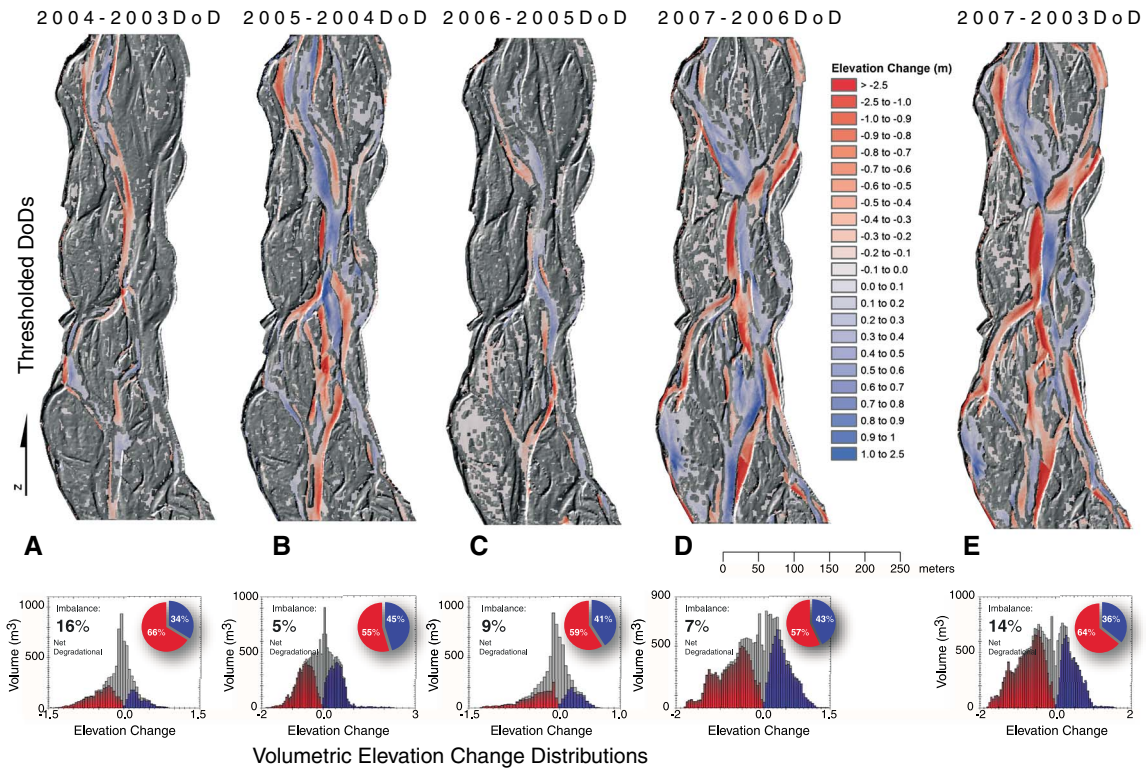 2004-2003DoD
2005-2004DoD
2006-2005DoD
2007-2006DoD
2007-2003DoD
Thresholded DoDs
Elevation Change (m)
> -2.5
-2.5 to -1.0
-1.0 to -0.9
-0.9 to -0.8
-0.8 to -0.7
-0.7 to -0.6
-0.6 to -0.5
-0.5 to -0.4
-0.4 to -0.3
-0.3 to -0.2
-0.2 to -0.1
-0.1 to 0.0
0.0 to 0.1
0.1 to 0.2
0.2 to 0.3
0.3 to 0.4
0.4 to 0.5
0.5 to 0.6
0.6 to 0.7
0.7 to 0.8
0.8 to 0.9
0.9 to 1
1.0 to 2.5
z
A
B
C
D
E
0 50 100 150 200 250 meters
Volume (m³)
1000
500
0
Imbalance:
16%
Net
Degradational
34%
66%
-1.5 0.0 1.5
Elevation Change
Volume (m³)
1000
500
0
Imbalance:
5%
Net
Degradational
45%
55%
-2 0.0 3
Elevation Change
Volume (m³)
1000
500
0
Imbalance:
9%
Net
Degradational
41%
59%
-1.5 0.0 1.0
Elevation Change
Volume (m³)
900
500
0
Imbalance:
7%
Net
Degradational
43%
57%
-2 0.0 1.5
Elevation Change
Volume (m³)
1000
500
0
Imbalance:
14%
Net
Degradational
36%
64%
-2 0.0 2
Elevation Change
Volumetric Elevation Change Distributions